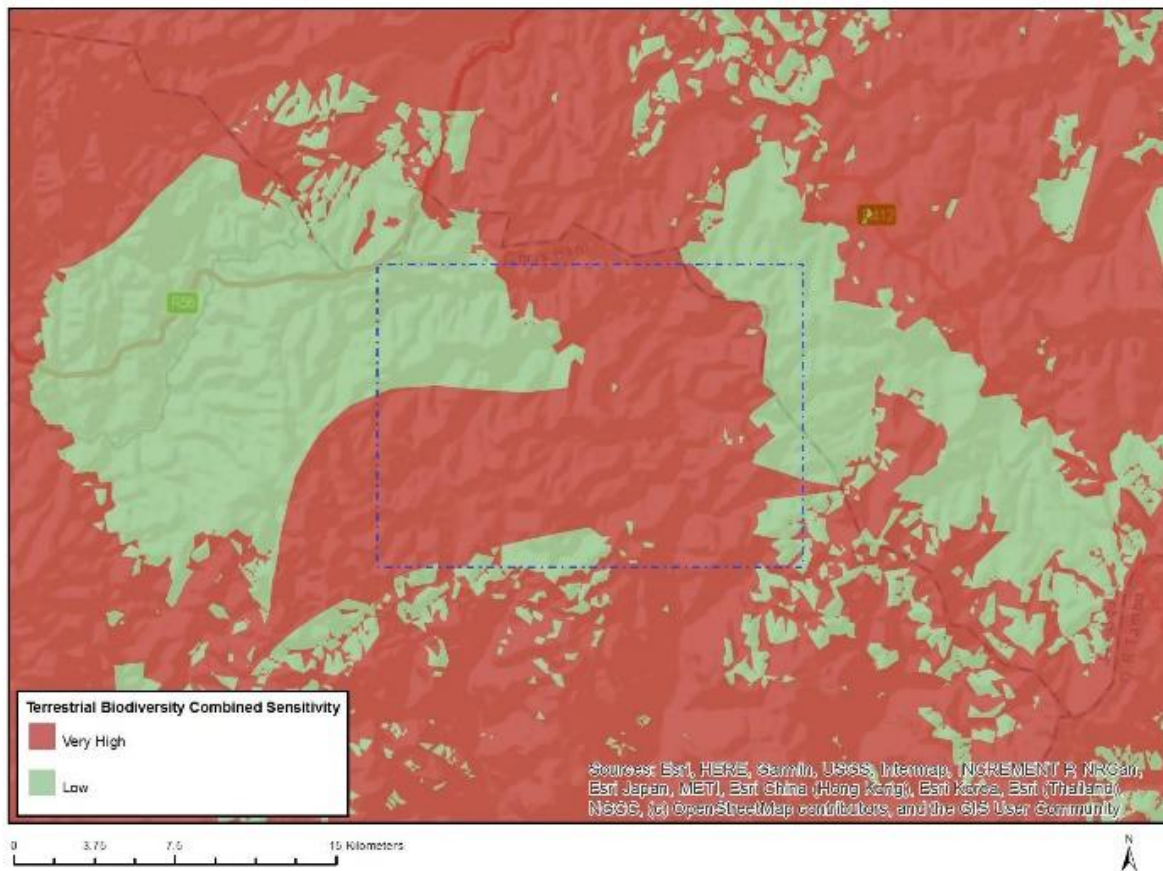 R56
Terrestrial Biodiversity Combined Sensitivity
Very High
Low
Sources: Esri, HERE, Garmin, USGS, Intermap, INCREMENT P, NRCan,
Esri Japan, METI, Esri China (Hong Kong), Esri Korea, Esri (Thailand),
NGCC, (c) OpenStreetMap contributors, and the GIS User Community
0 3.75 7.5 15 Kilometers
N